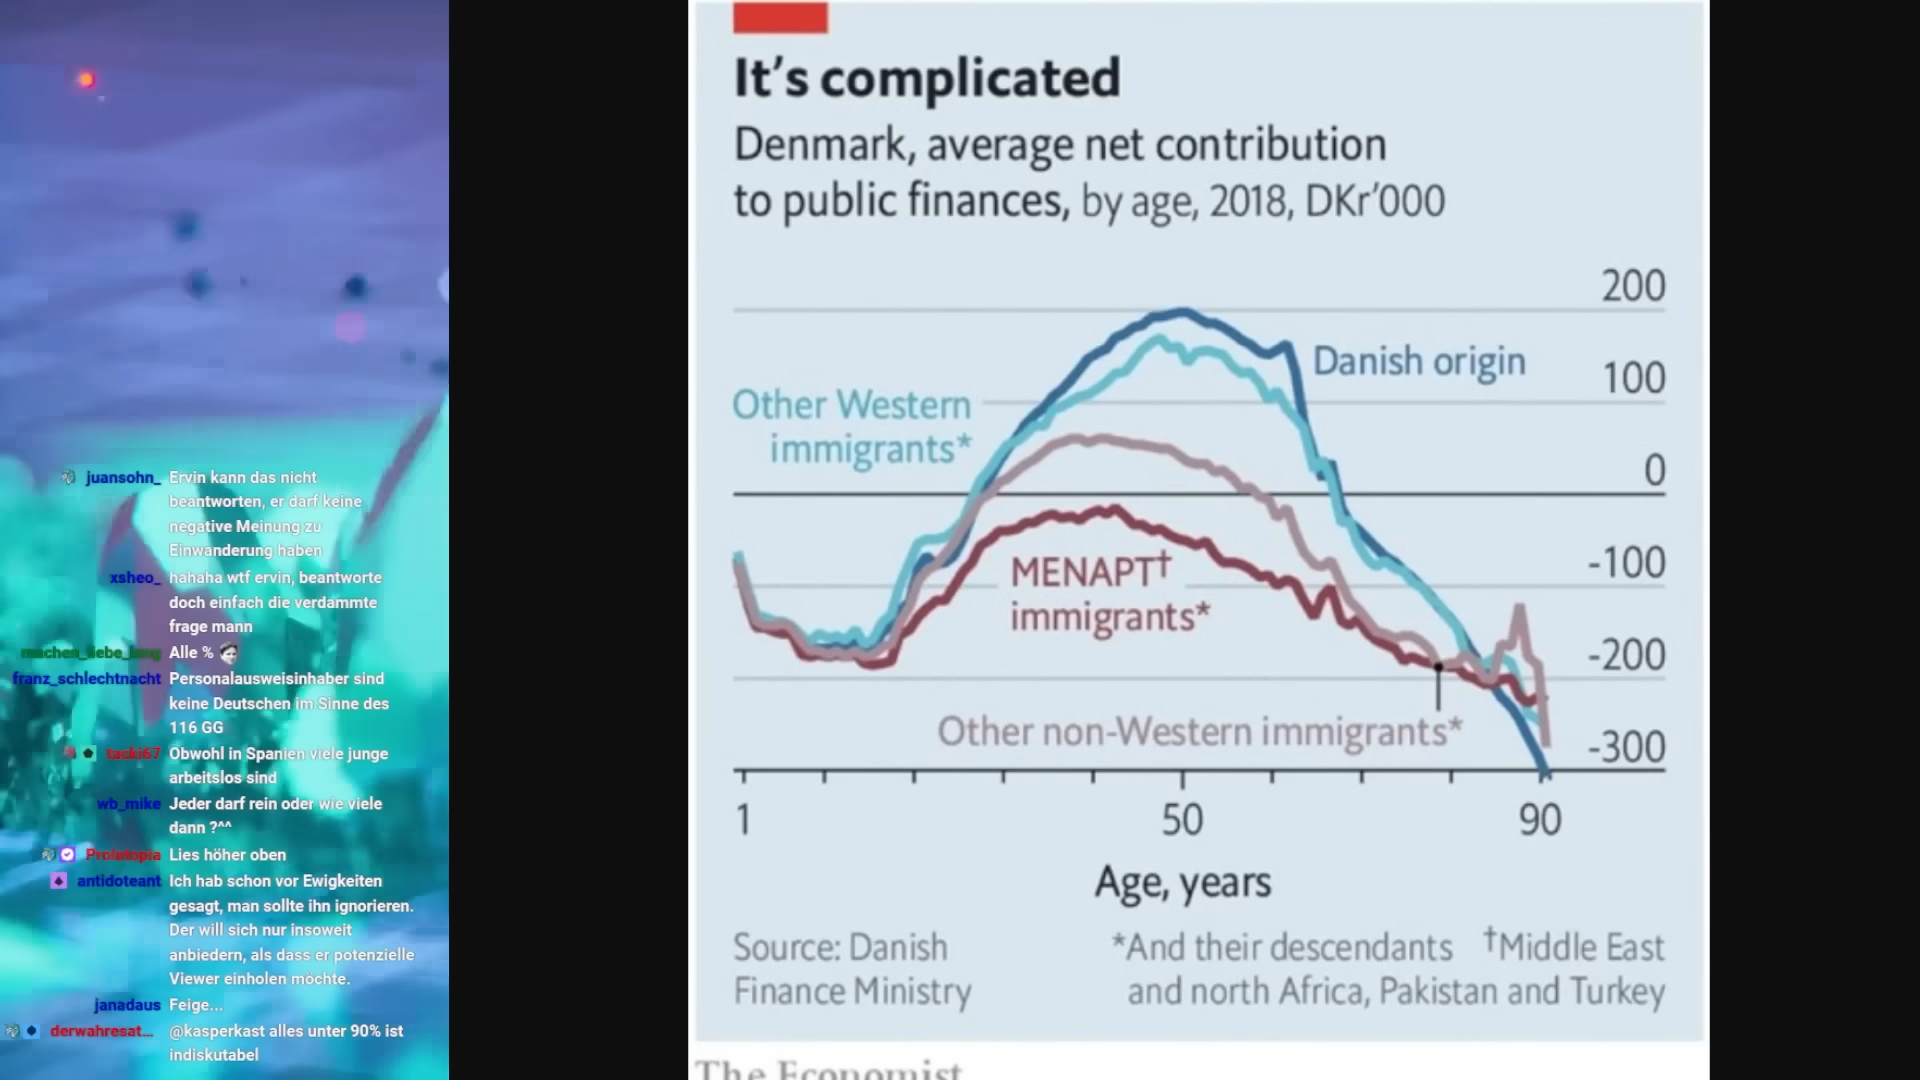 juansohn_ Ervin kann das nicht
beantworten, er darf keine
negative Meinung zu
Einwanderung haben
xsheo_ hahaha wtf ervin, beantworte
doch einfach die verdammte
frage mann
machen_liebe_lang Alle %
franz_schlechtnacht Personalausweisinhaber sind
keine Deutschen im Sinne des
116 GG
tacki67 Obwohl in Spanien viele junge
arbeitslos sind
wb_mike Jeder darf rein oder wie viele
dann ?^^
Proletopia Lies höher oben
antidoteant Ich hab schon vor Ewigkeiten
gesagt, man sollte ihn ignorieren.
Der will sich nur insoweit
anbiedern, als dass er potenzielle
Viewer einholen möchte.
janadaus Feige...
derwahresat... @kasperkast alles unter 90% ist
indiskutabel
It's complicated
Denmark, average net contribution
to public finances, by age, 2018, DKr'000
200
Danish origin
100
Other Western
immigrants*
0
MENAPT†
immigrants*
-100
-200
Other non-Western immigrants*
-300
1 50 90
Age, years
Source: Danish
Finance Ministry
*And their descendants †Middle East
and north Africa, Pakistan and Turkey
The Economist